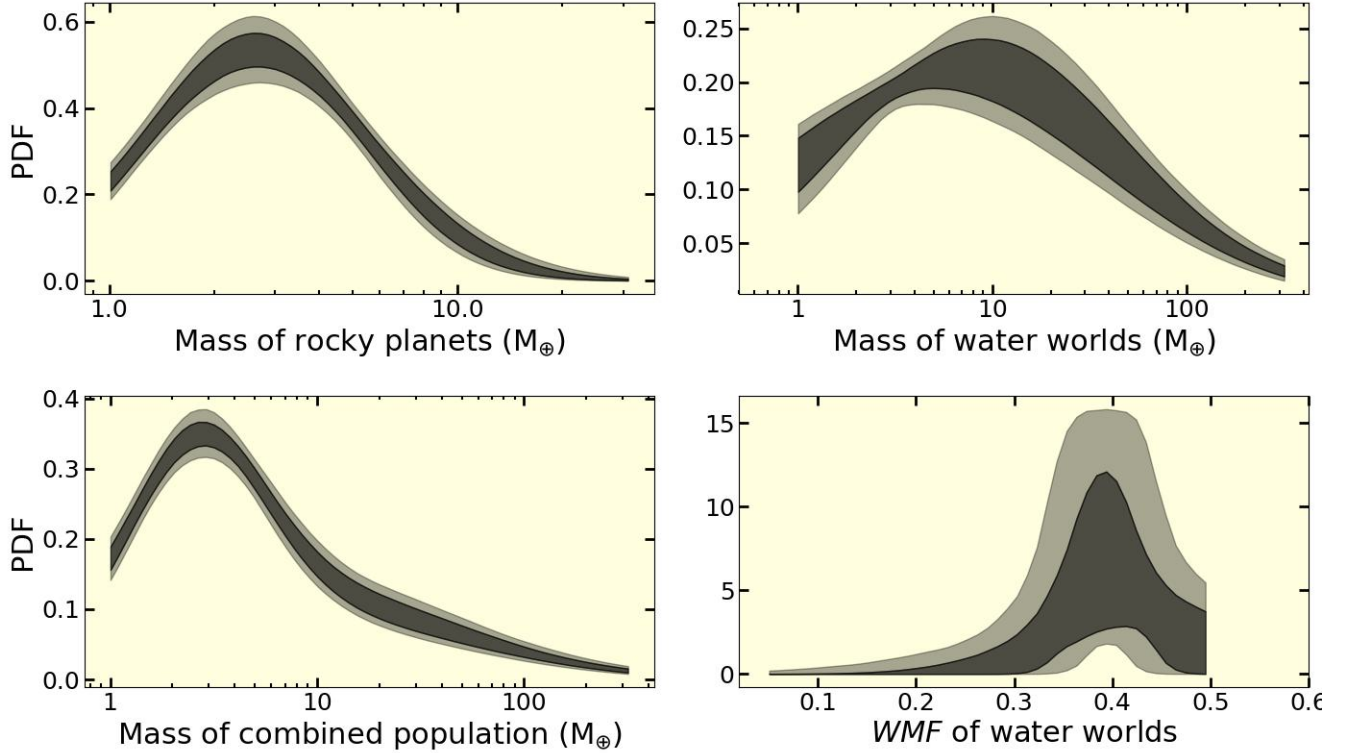 0.6
0.4
0.2
0.0
PDF
1.0 10.0
Mass of rocky planets (M⊕)
0.25
0.20
0.15
0.10
0.05
1 10 100
Mass of water worlds (M⊕)
0.4
0.3
0.2
0.1
0.0
PDF
1 10 100
Mass of combined population (M⊕)
15
10
5
0
0.1 0.2 0.3 0.4 0.5 0.6
WMF of water worlds